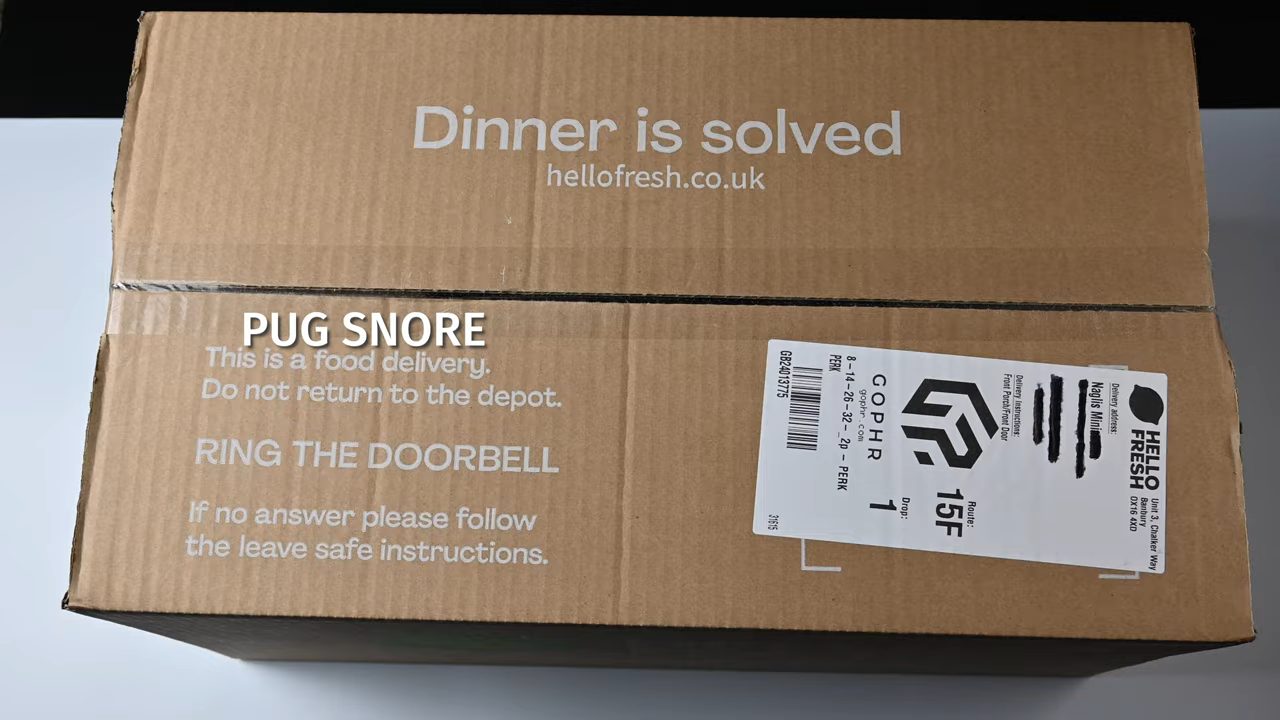 Dinner is solved
hellofresh.co.uk
PUG SNORE
This is a food delivery.
Do not return to the depot.
RING THE DOORBELL
If no answer please follow
the leave safe instructions.
HELLO
FRESH
Unit 3, Chalker Way
Banbury
OX16 4XD
Delivery address:
Naglis
Delivery Instructions:
Front Porch/Front Door
Route:
15F
Drop:
1
GOPHR
gophr.com
8-14-26-32-_2p - PERK
PERK
GB24013775
31675